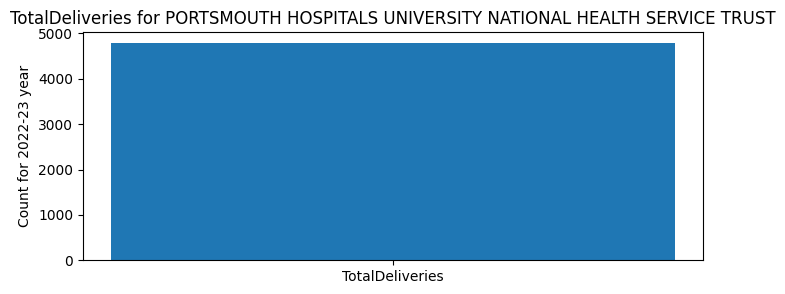 TotalDeliveries for PORTSMOUTH HOSPITALS UNIVERSITY NATIONAL HEALTH SERVICE TRUST
Count for 2022-23 year
5000
4000
3000
2000
1000
0
TotalDeliveries